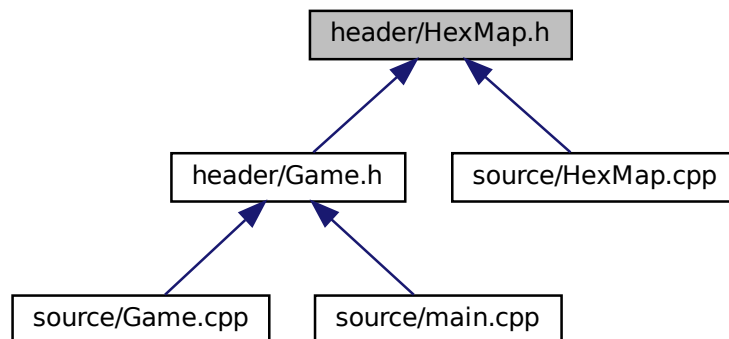 header/HexMap.h
header/Game.h
source/HexMap.cpp
source/Game.cpp
source/main.cpp